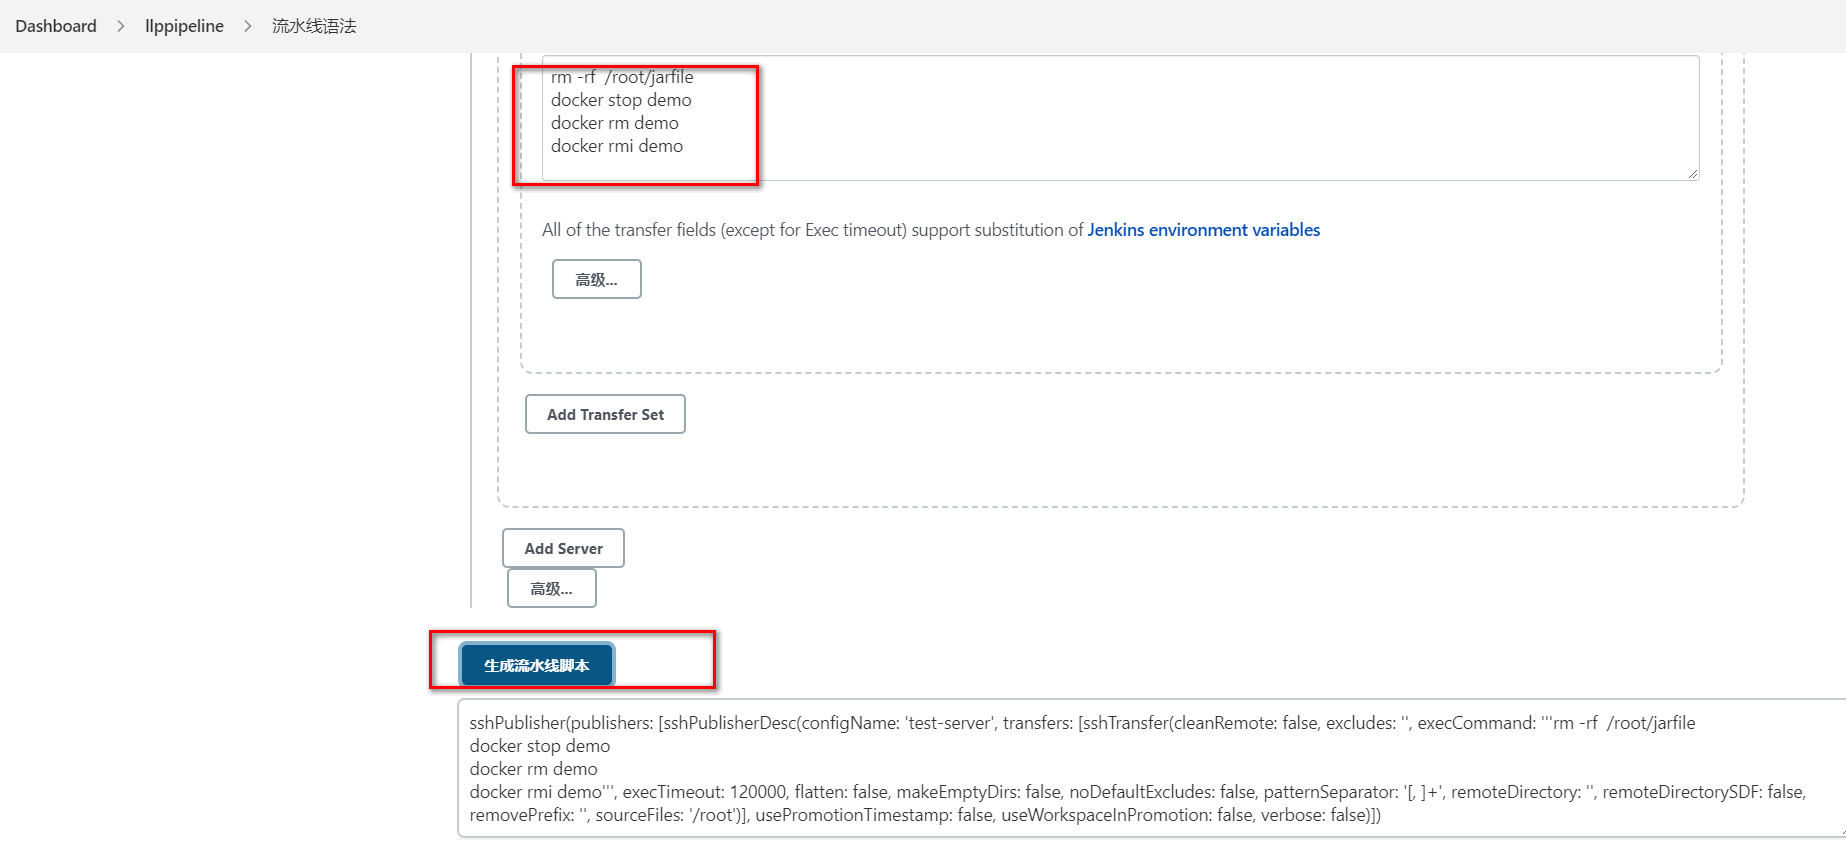 Dashboard > llppipeline > 流水线语法
rm -rf  /root/jarfile
docker stop demo
docker rm demo
docker rmi demo
All of the transfer fields (except for Exec timeout) support substitution of Jenkins environment variables
高级...
Add Transfer Set
Add Server
高级...
生成流水线脚本
sshPublisher(publishers: [sshPublisherDesc(configName: 'test-server', transfers: [sshTransfer(cleanRemote: false, excludes: '', execCommand: '''rm -rf  /root/jarfile
docker stop demo
docker rm demo
docker rmi demo''', execTimeout: 120000, flatten: false, makeEmptyDirs: false, noDefaultExcludes: false, patternSeparator: '[, ]+', remoteDirectory: '', remoteDirectorySDF: false,
removePrefix: '', sourceFiles: '/root')], usePromotionTimestamp: false, useWorkspaceInPromotion: false, verbose: false)])